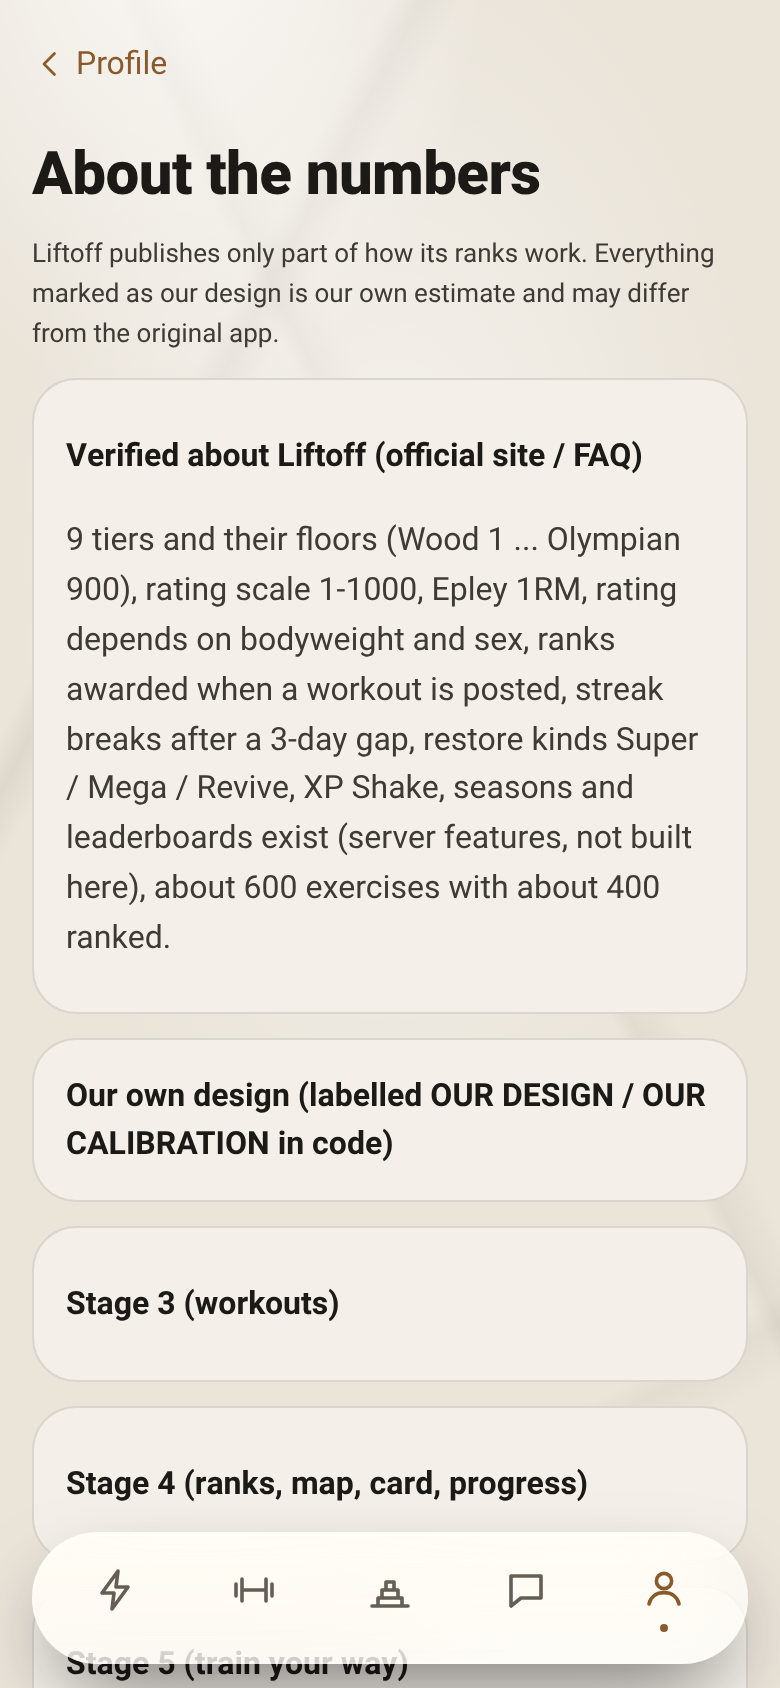 Profile
About the numbers
Liftoff publishes only part of how its ranks work. Everything
marked as our design is our own estimate and may differ
from the original app.
Verified about Liftoff (official site / FAQ)
9 tiers and their floors (Wood 1 ... Olympian
900), rating scale 1-1000, Epley 1RM, rating
depends on bodyweight and sex, ranks
awarded when a workout is posted, streak
breaks after a 3-day gap, restore kinds Super
/ Mega / Revive, XP Shake, seasons and
leaderboards exist (server features, not built
here), about 600 exercises with about 400
ranked.
Our own design (labelled OUR DESIGN / OUR
CALIBRATION in code)
Stage 3 (workouts)
Stage 4 (ranks, map, card, progress)
Stage 5 (train your way)